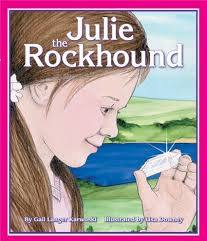 Julie
the
Rockhound
By Gail Langer Karwoski Illustrated by Lisa Downey